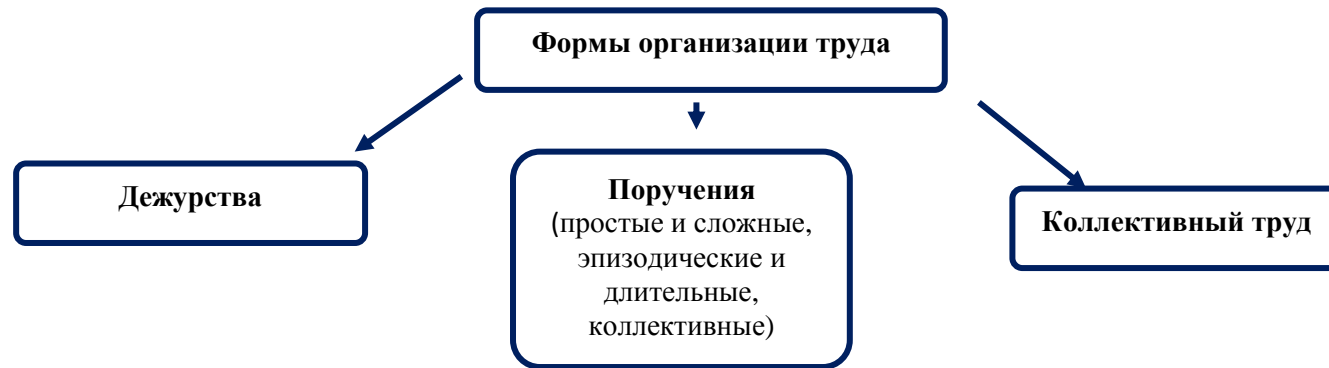 Формы организации труда
Дежурства
Поручения
(простые и сложные,
эпизодические и
длительные,
коллективные)
Коллективный труд